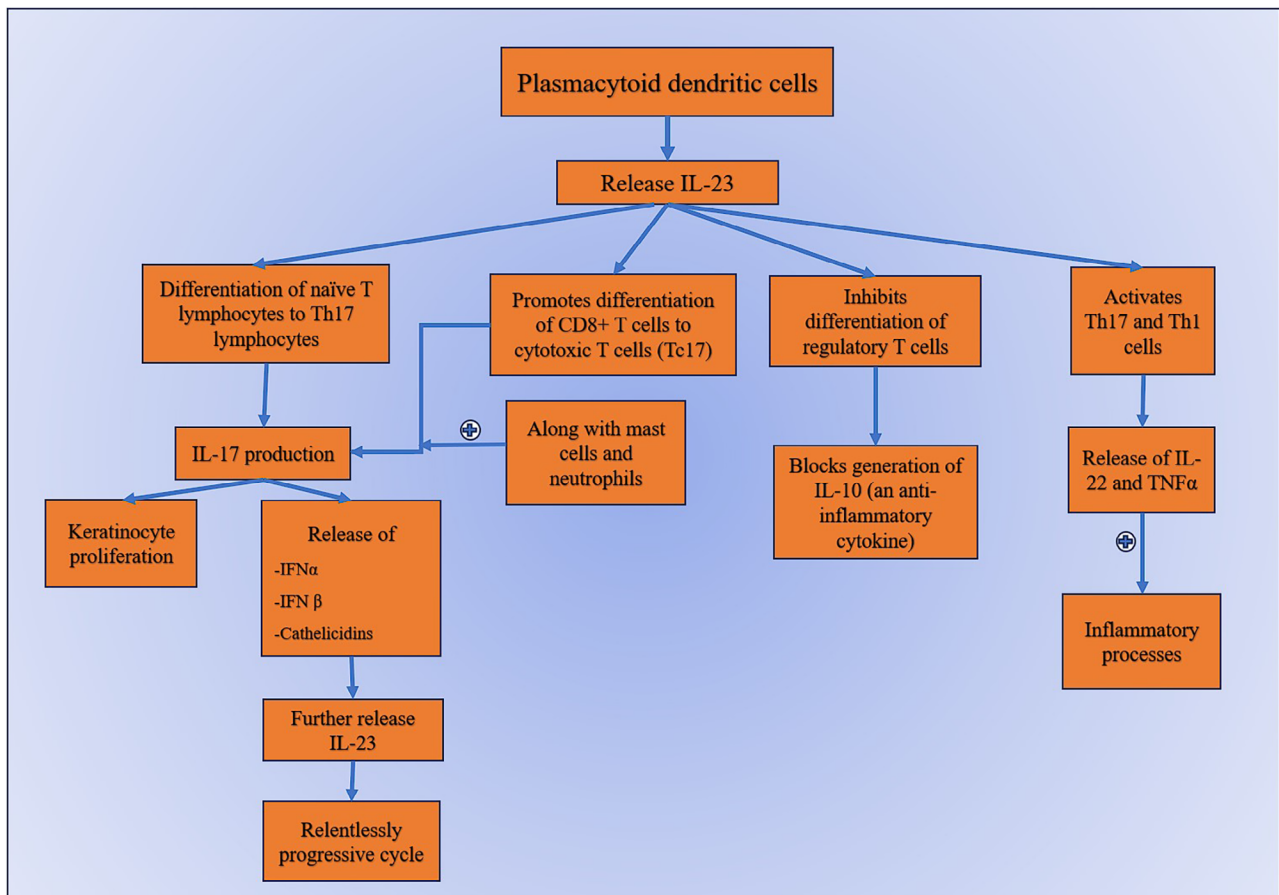 Plasmacytoid dendritic cells
Release IL-23
Differentiation of naïve T
lymphocytes to Th17
lymphocytes
Promotes differentiation
of CD8+ T cells to
cytotoxic T cells (Tc17)
Inhibits
differentiation of
regulatory T cells
Activates
Th17 and Th1
cells
IL-17 production
Along with mast
cells and
neutrophils
Blocks generation of
IL-10 (an anti-
inflammatory
cytokine)
Release of IL-
22 and TNFα
Keratinocyte
proliferation
Release of
-IFNα
-IFN β
-Cathelicidins
Inflammatory
processes
Further release
IL-23
Relentlessly
progressive cycle